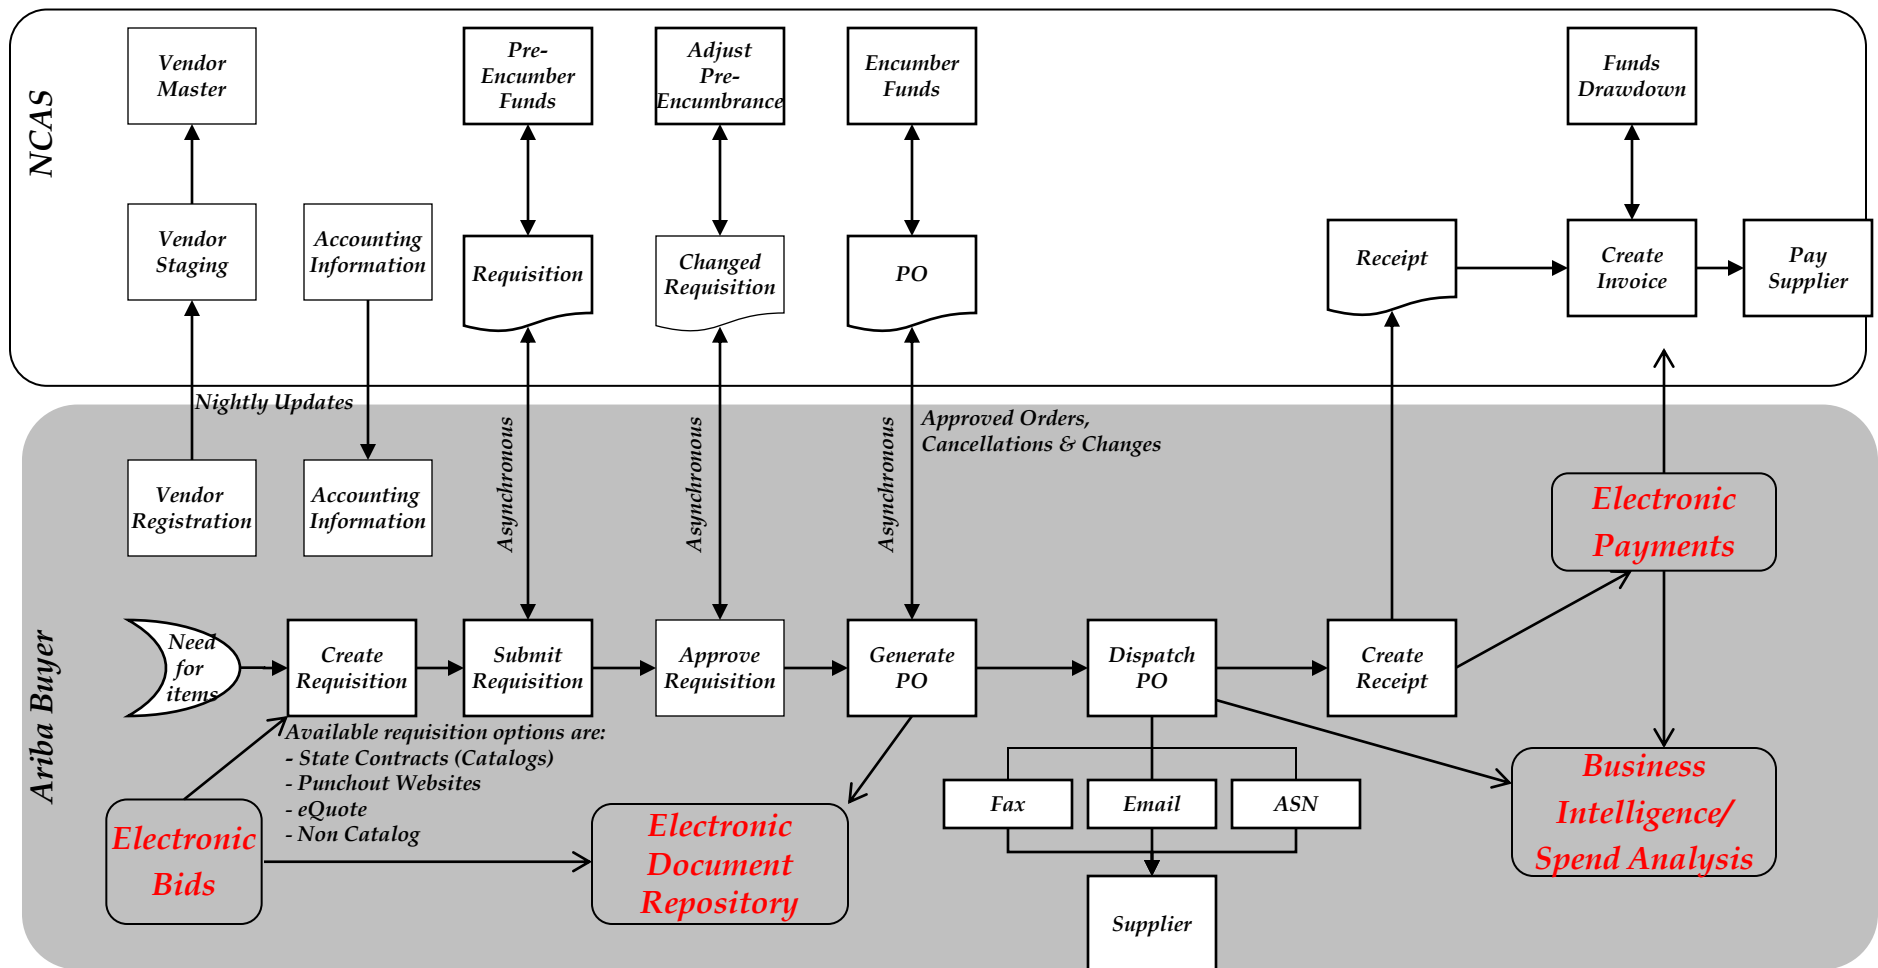 NCAS
Vendor
Master
Pre-
Encumber
Funds
Adjust
Pre-
Encumbrance
Encumber
Funds
Funds
Drawdown
Vendor
Staging
Accounting
Information
Requisition
Changed
Requisition
PO
Receipt
Create
Invoice
Pay
Supplier
Nightly Updates
Ariba Buyer
Vendor
Registration
Accounting
Information
Asynchronous
Asynchronous
Asynchronous
Approved Orders,
Cancellations & Changes
Electronic
Payments
Need
for
items
Create
Requisition
Submit
Requisition
Approve
Requisition
Generate
PO
Dispatch
PO
Create
Receipt
Available requisition options are:
- State Contracts (Catalogs)
- Punchout Websites
- eQuote
- Non Catalog
Electronic
Bids
Electronic
Document
Repository
Fax
Email
ASN
Supplier
Business
Intelligence/
Spend Analysis